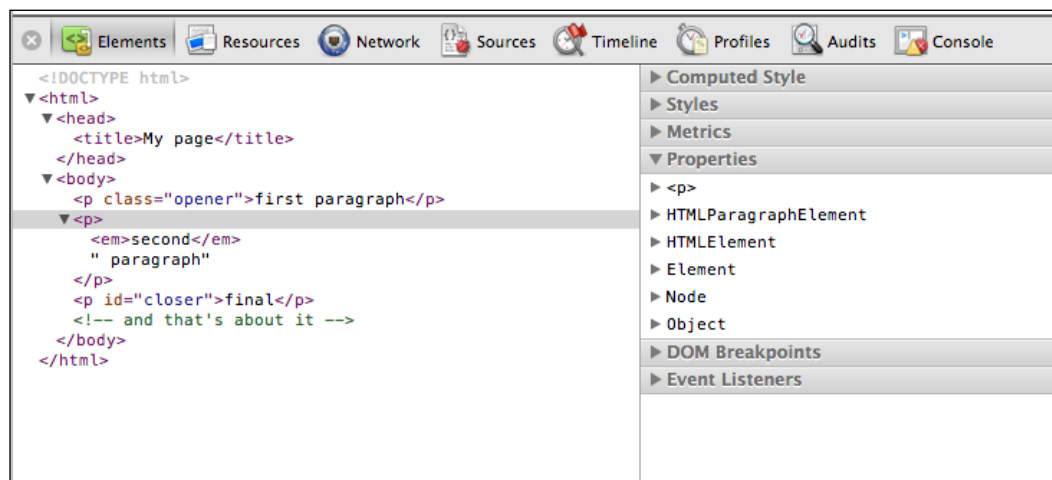 Elements Resources Network Sources Timeline Profiles Audits Console
<!DOCTYPE html>
▼<html>
▼<head>
<title>My page</title>
</head>
▼<body>
<p class="opener">first paragraph</p>
▼<p>
<em>second</em>
" paragraph"
</p>
<p id="closer">final</p>
<!-- and that's about it -->
</body>
</html>
▶Computed Style
▶Styles
▶Metrics
▼Properties
▶<p>
▶HTMLParagraphElement
▶HTMLElement
▶Element
▶Node
▶Object
▶DOM Breakpoints
▶Event Listeners